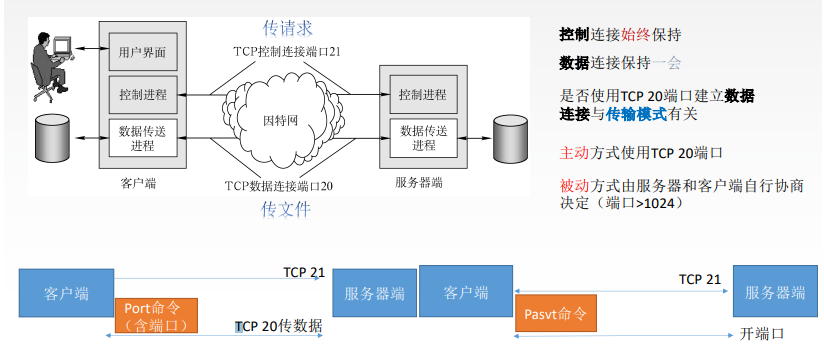 传请求
TCP控制连接端口21
用户界面
控制进程
数据传送
进程
客户端
因特网
控制进程
数据传送
进程
服务器端
TCP数据连接端口20
传文件
控制连接始终保持
数据连接保持一会
是否使用TCP 20端口建立数据
连接与传输模式有关
主动方式使用TCP 20端口
被动方式由服务器和客户端自行协商
决定（端口>1024）
客户端
TCP 21
Port命令
（含端口）
TCP 20传数据
服务器端
客户端
TCP 21
Pasvt命令
开端口
服务器端